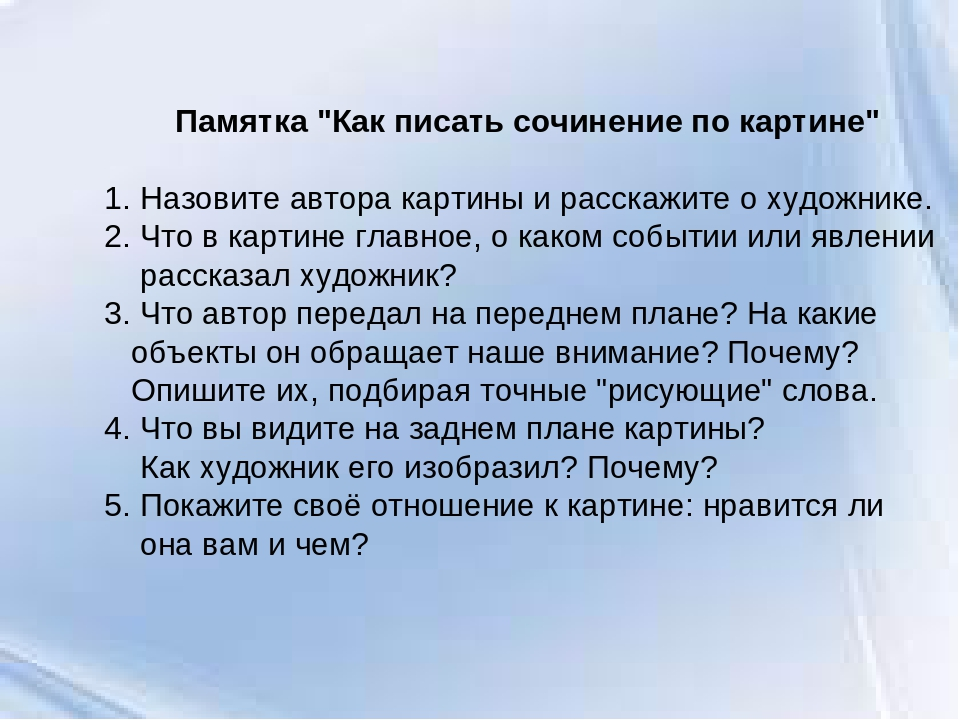 Памятка "Как писать сочинение по картине"
1. Назовите автора картины и расскажите о художнике.
2. Что в картине главное, о каком событии или явлении
рассказал художник?
3. Что автор передал на переднем плане? На какие
объекты он обращает наше внимание? Почему?
Опишите их, подбирая точные "рисующие" слова.
4. Что вы видите на заднем плане картины?
Как художник его изобразил? Почему?
5. Покажите своё отношение к картине: нравится ли
она вам и чем?